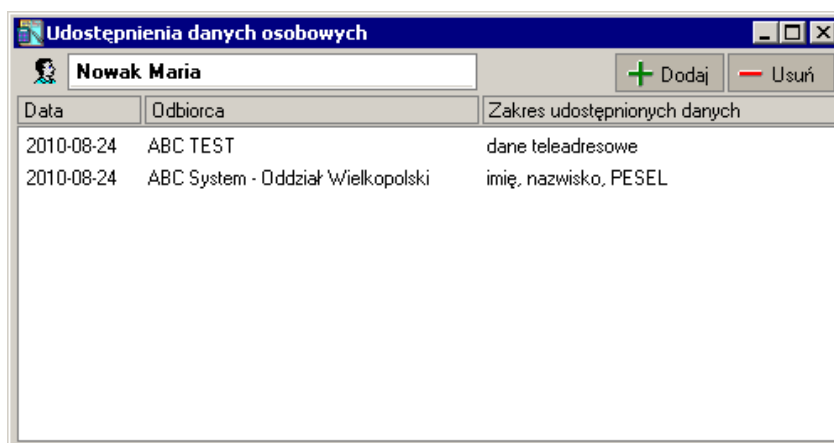 Udostępnienia danych osobowych
Nowak Maria Dodaj Usuń
Data Odbiorca Zakres udostępnionych danych
2010-08-24 ABC TEST dane teleadresowe
2010-08-24 ABC System - Oddział Wielkopolski imię, nazwisko, PESEL